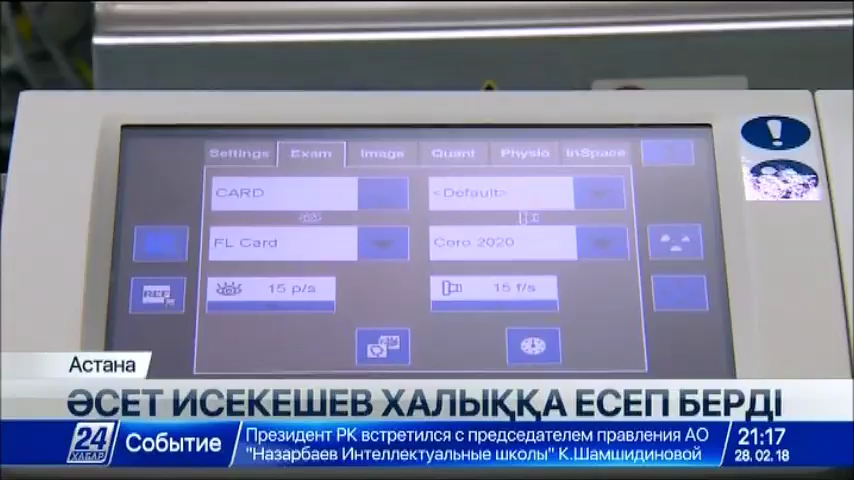 Settings Exam Image Quant Physio InSpace
CARD <Default>
FL Card Coro 2020
15 p/s 15 f/s
REF
Астана
ӘСЕТ ИСЕКЕШЕВ ХАЛЫҚҚА ЕСЕП БЕРДІ
24 ХАБАР
Событие
Президент РК встретился с председателем правления АО
"Назарбаев Интеллектуальные школы" К.Шамшидиновой
21:17
28.02.18